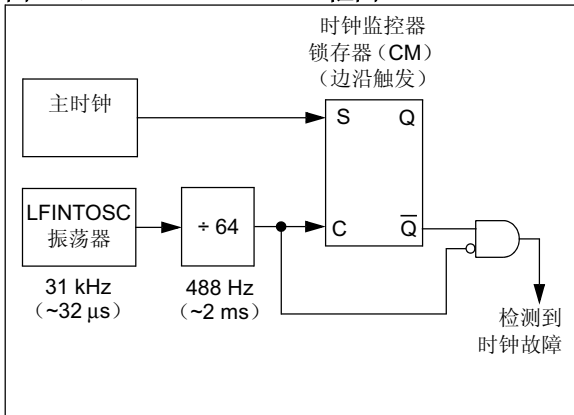 时钟监控器
锁存器（CM）
（边沿触发）
主时钟
S
Q
LFINTOSC
振荡器
÷ 64
C
Q
31 kHz
（~32 μs）
488 Hz
（~2 ms）
检测到
时钟故障